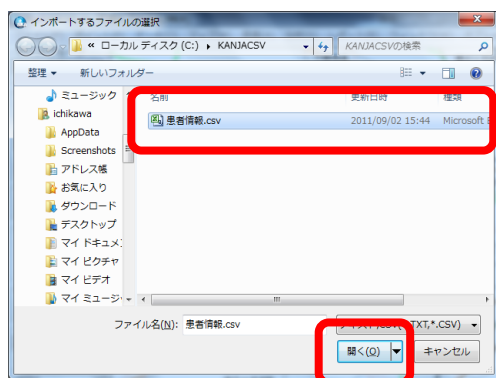 インポートするファイルの選択
« ローカル ディスク (C:) ▸ KANJACSV
KANJACSVの検索
整理 ▼ 新しいフォルダー
ミュージック
ichikawa
AppData
Screenshots
アドレス帳
お気に入り
ダウンロード
デスクトップ
マイ ドキュメ
マイ ピクチャ
マイ ビデオ
マイ ミュージ
名前 更新日時 種類
患者情報.csv 2011/09/02 15:44 Microsoft E
ファイル名(N): 患者情報.csv
TXT,*.CSV)
開く(O) キャンセル